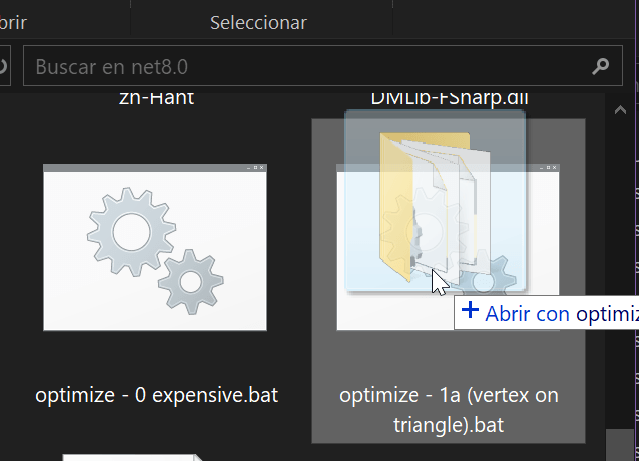 brir
Seleccionar
Buscar en net8.0
zh-Hant
DMLib-FSharp.dll
Abrir con optimiz
optimize - 0 expensive.bat
optimize - 1a (vertex on
triangle).bat